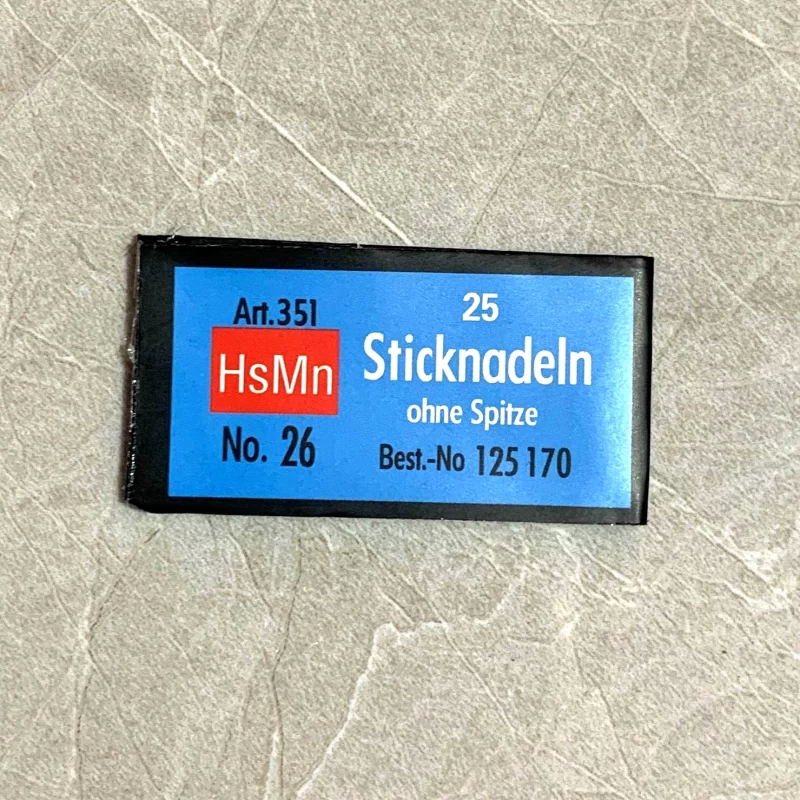 Art.351
HsMn
No. 26
25
Sticknadeln
ohne Spitze
Best.-No 125 170